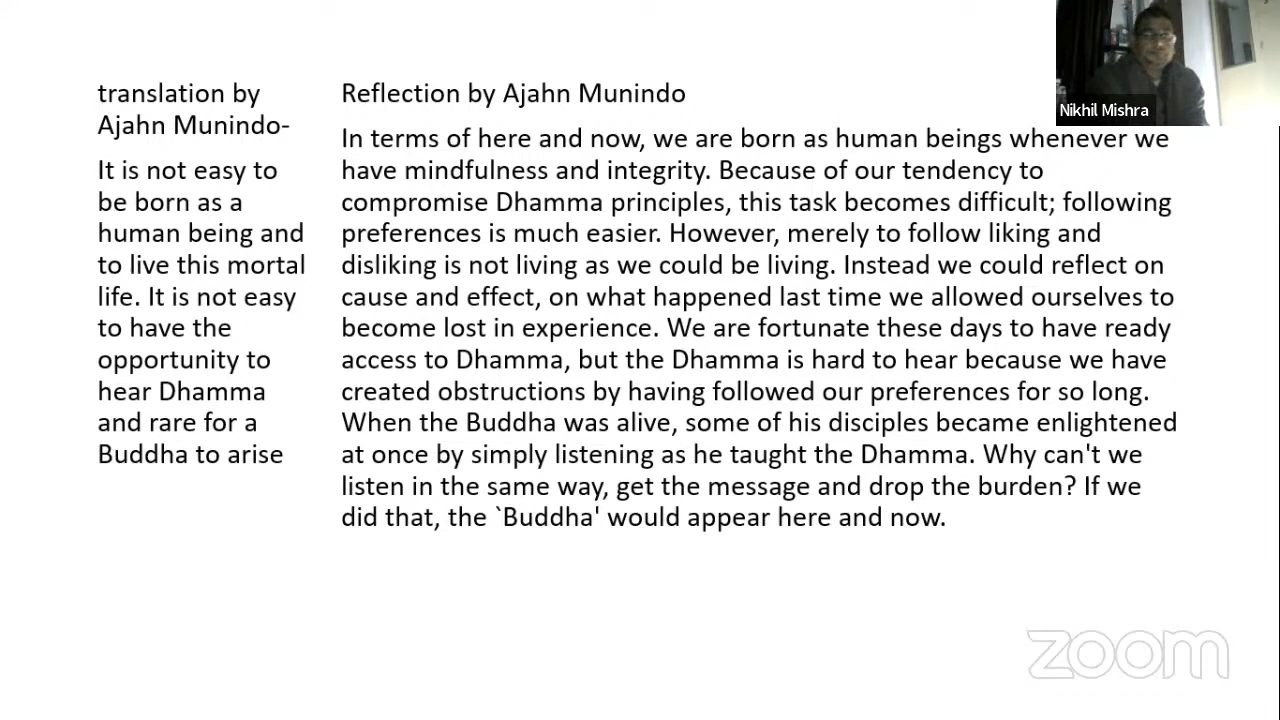 translation by
Ajahn Munindo-
It is not easy to
be born as a
human being and
to live this mortal
life. It is not easy
to have the
opportunity to
hear Dhamma
and rare for a
Buddha to arise
Reflection by Ajahn Munindo
In terms of here and now, we are born as human beings whenever we
have mindfulness and integrity. Because of our tendency to
compromise Dhamma principles, this task becomes difficult; following
preferences is much easier. However, merely to follow liking and
disliking is not living as we could be living. Instead we could reflect on
cause and effect, on what happened last time we allowed ourselves to
become lost in experience. We are fortunate these days to have ready
access to Dhamma, but the Dhamma is hard to hear because we have
created obstructions by having followed our preferences for so long.
When the Buddha was alive, some of his disciples became enlightened
at once by simply listening as he taught the Dhamma. Why can't we
listen in the same way, get the message and drop the burden? If we
did that, the `Buddha' would appear here and now.
Nikhil Mishra
zoom